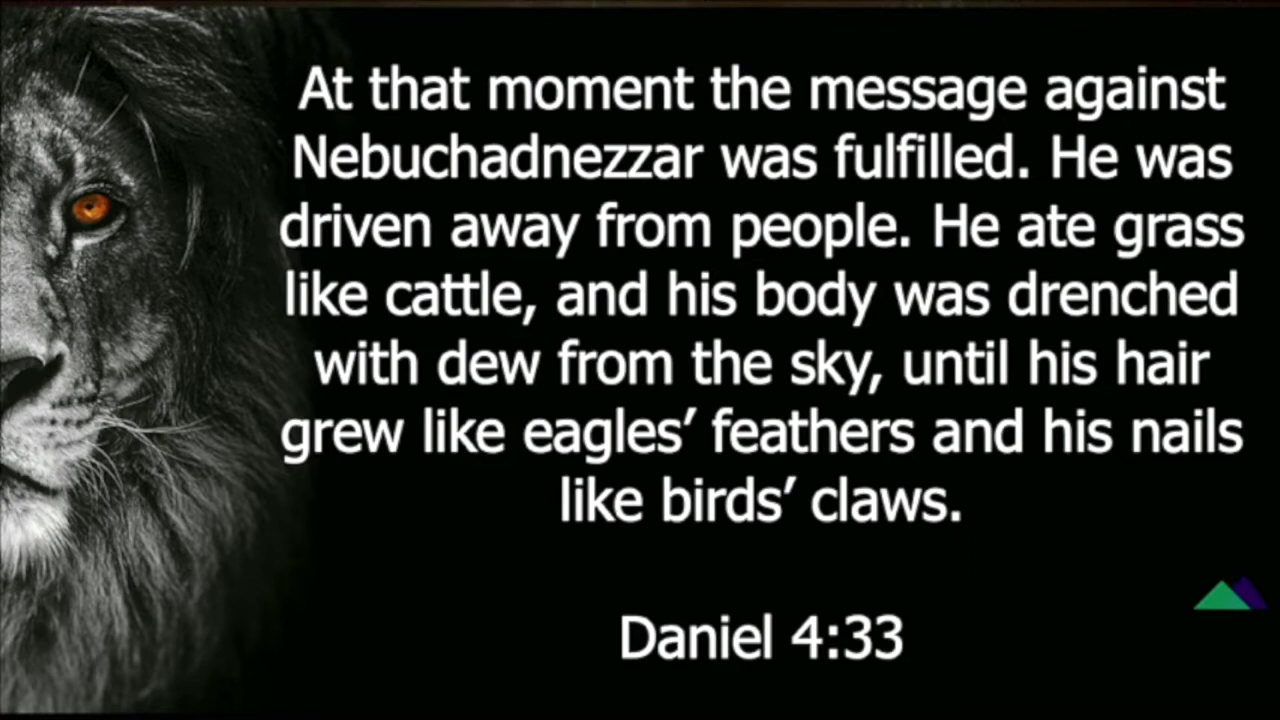 At that moment the message against
Nebuchadnezzar was fulfilled. He was
driven away from people. He ate grass
like cattle, and his body was drenched
with dew from the sky, until his hair
grew like eagles’ feathers and his nails
like birds’ claws.
Daniel 4:33